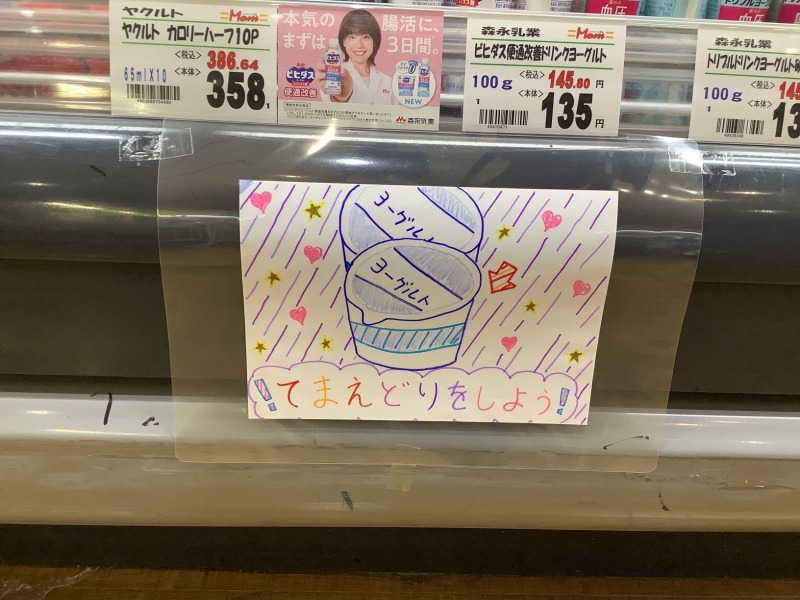 ヤクルト
Mom
ヤクルト カロリーハーフ10P
65ml X 10
<税込>
386.64
<本体>
358
1
本気の
まずは
腸活に、
3日間。
ビヒダス
便通改善
NEW
森永乳業
森永乳業
Mom
ビヒダス便通改善ドリンクヨーグルト
100g
<税込>
145.80
1
<本体>
135
円
森永乳業
トリプルドリンクヨーグルト
100g
<税込>
1
<本体>
ヨーグルト
ヨーグルト
!てまえどりをしよう!